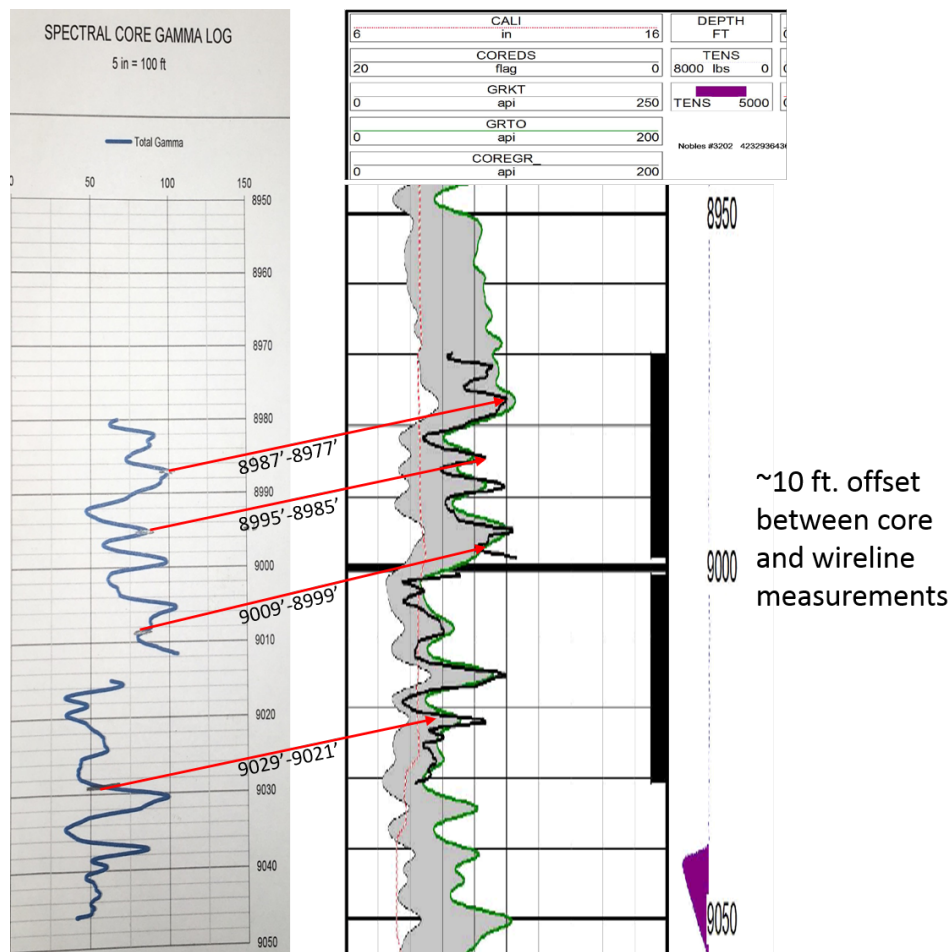 SPECTRAL CORE GAMMA LOG
5 in = 100 ft
Total Gamma
50 100 150
8950
8960
8970
8980
8990
9000
9010
9020
9030
9040
9050
CALI
6 in 16
COREDS
20 flag 0
GRKT
0 api 250
GRTO
0 api 200
COREGR_
0 api 200
DEPTH
FT
TENS
8000 lbs 0
TENS 5000
Nobles #3202
8950
9000
9050
8987’-8977’
8995’-8985’
9009’-8999’
9029’-9021’
~10 ft. offset
between core
and wireline
measurements